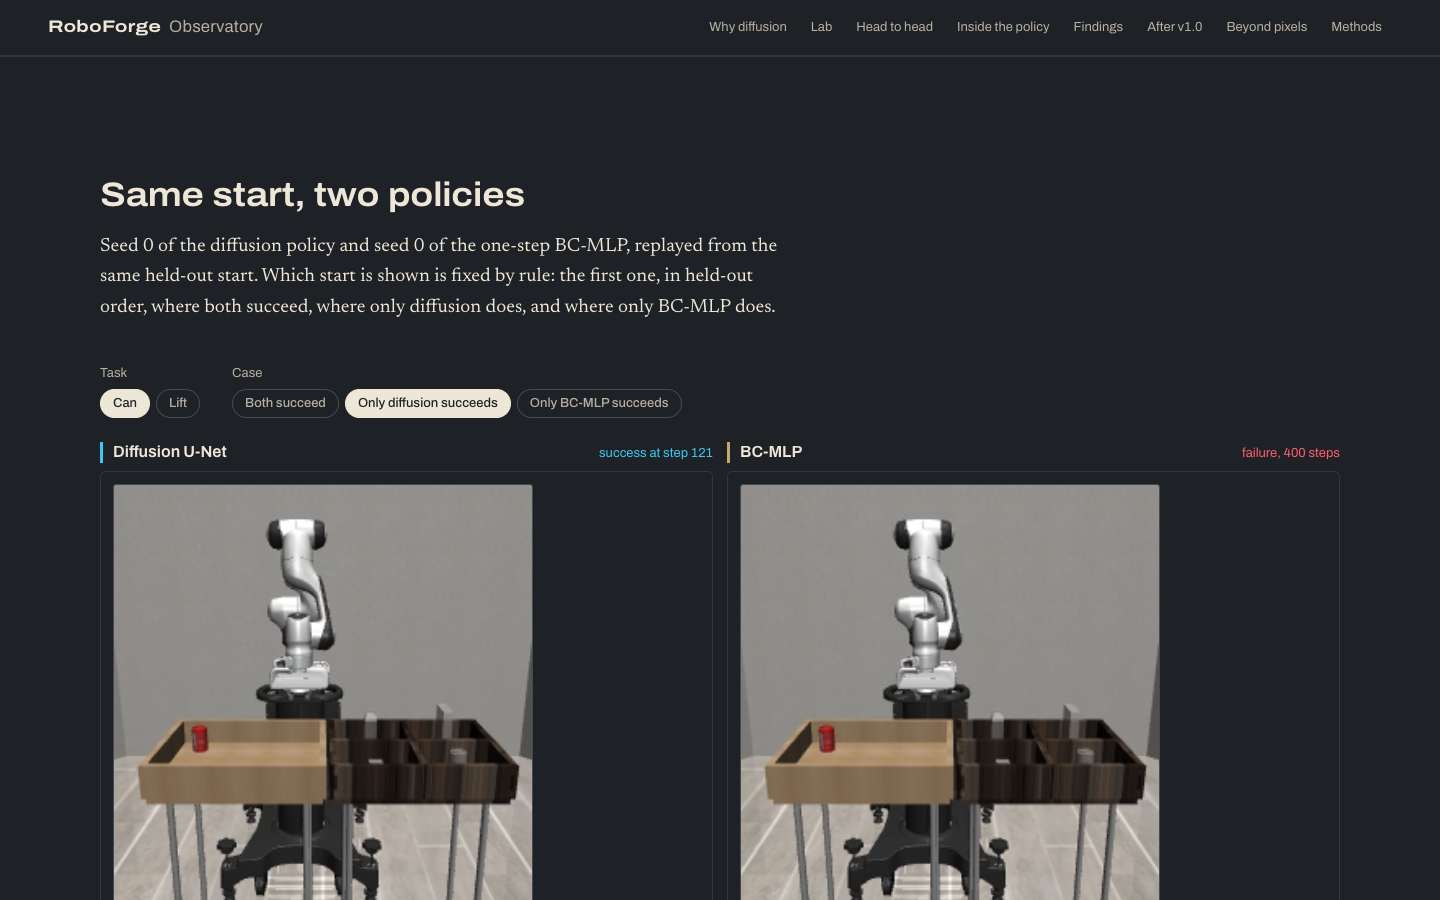 RoboForge Observatory
Why diffusion Lab Head to head Inside the policy Findings After v1.0 Beyond pixels Methods
Same start, two policies
Seed 0 of the diffusion policy and seed 0 of the one-step BC-MLP, replayed from the
same held-out start. Which start is shown is fixed by rule: the first one, in held-out
order, where both succeed, where only diffusion does, and where only BC-MLP does.
Task Case
Can Lift Both succeed Only diffusion succeeds Only BC-MLP succeeds
Diffusion U-Net success at step 121 BC-MLP failure, 400 steps